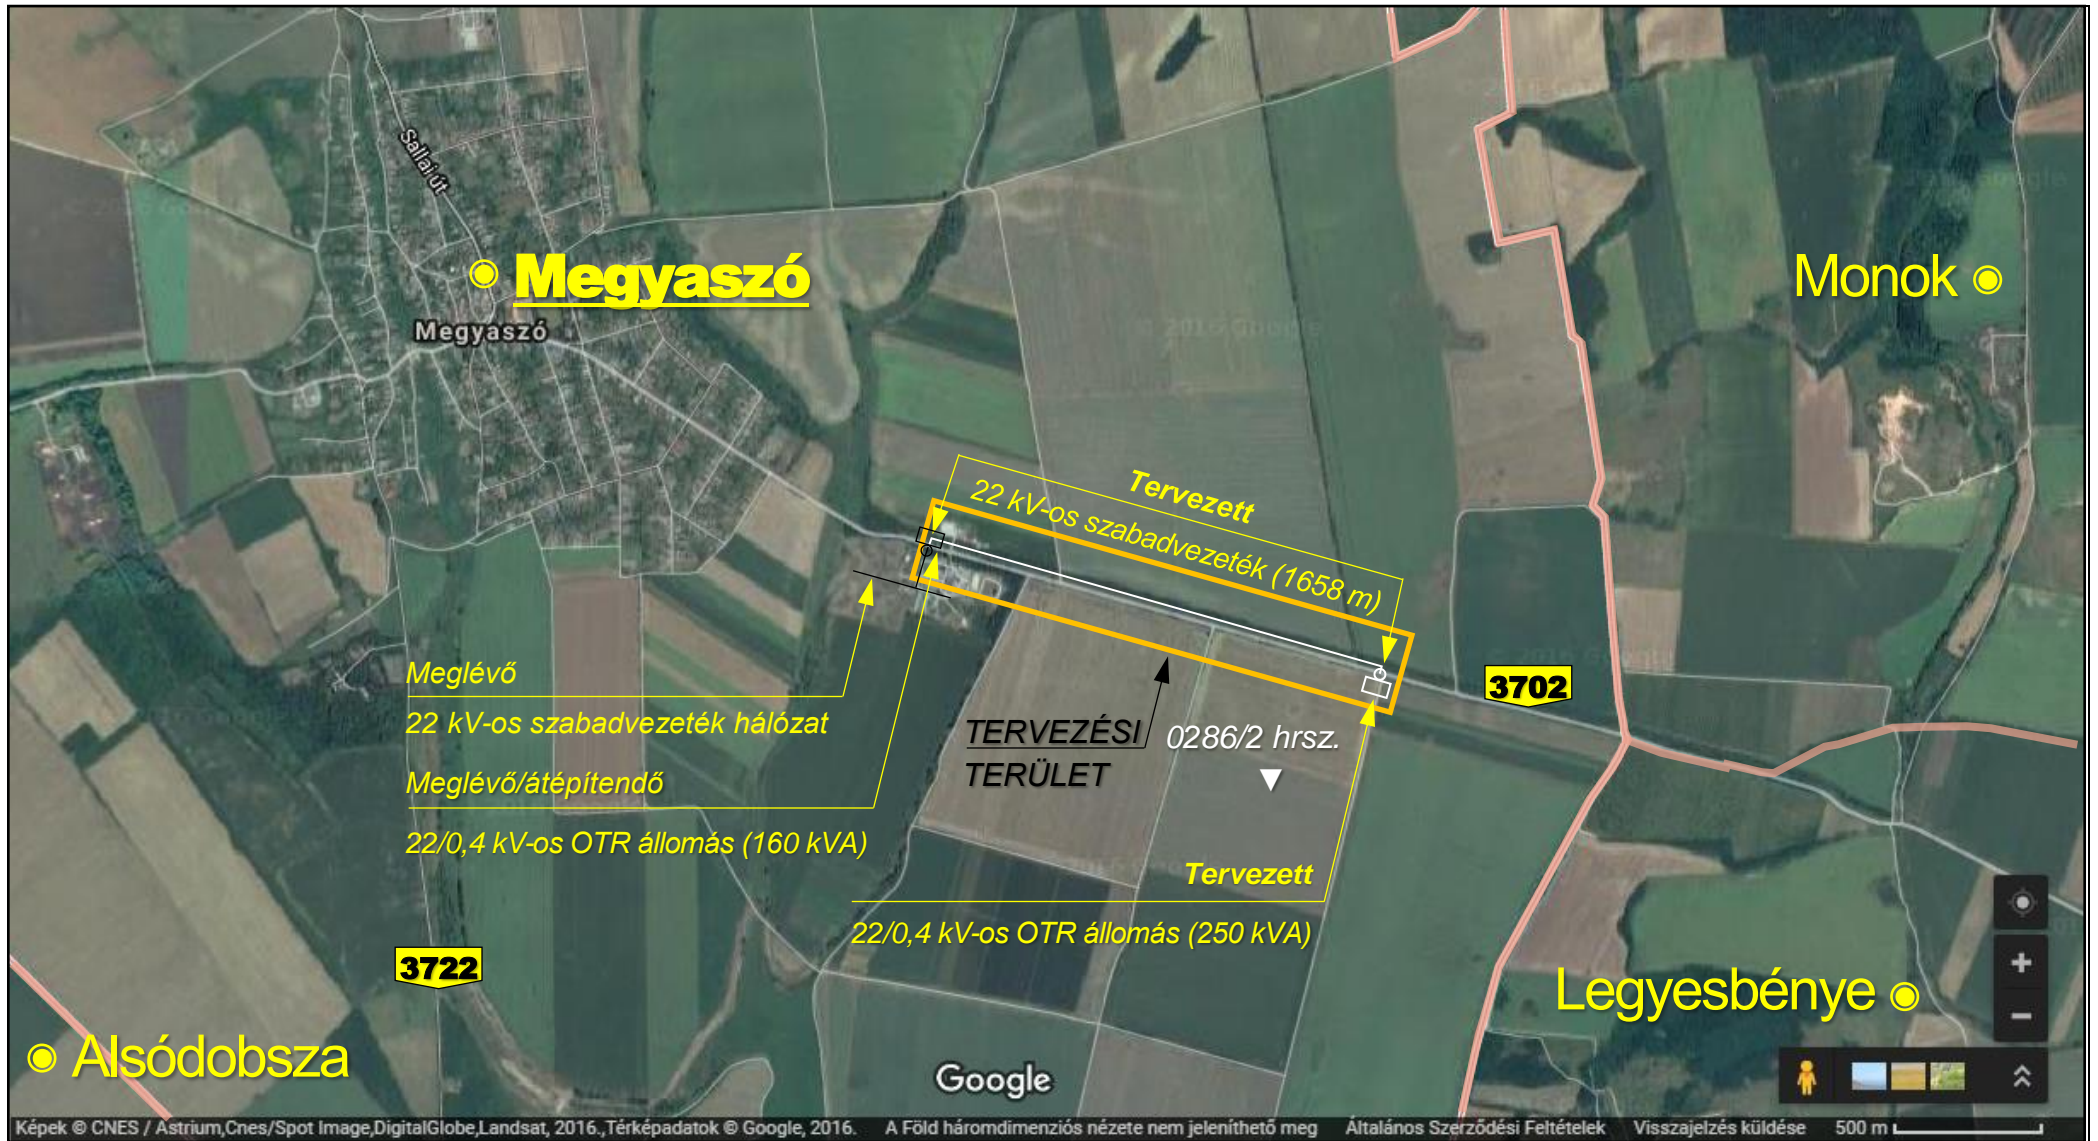 Sallai út
Megyaszó
Megyaszó
Monok
Tervezett
22 kV-os szabadvezeték (1658 m)
3702
Meglévő
22 kV-os szabadvezeték hálózat
TERVEZÉSI
TERÜLET
0286/2 hrsz.
Meglévő/átépítendő
22/0,4 kV-os OTR állomás (160 kVA)
Tervezett
22/0,4 kV-os OTR állomás (250 kVA)
3722
Legyesbénye
Alsódobsza
Google
Képek © CNES / Astrium,Cnes/Spot Image,DigitalGlobe,Landsat, 2016.,Térképadatok © Google, 2016. A Föld háromdimenziós nézete nem jeleníthető meg Általános Szerződési Feltételek Visszajelzés küldése 500 m